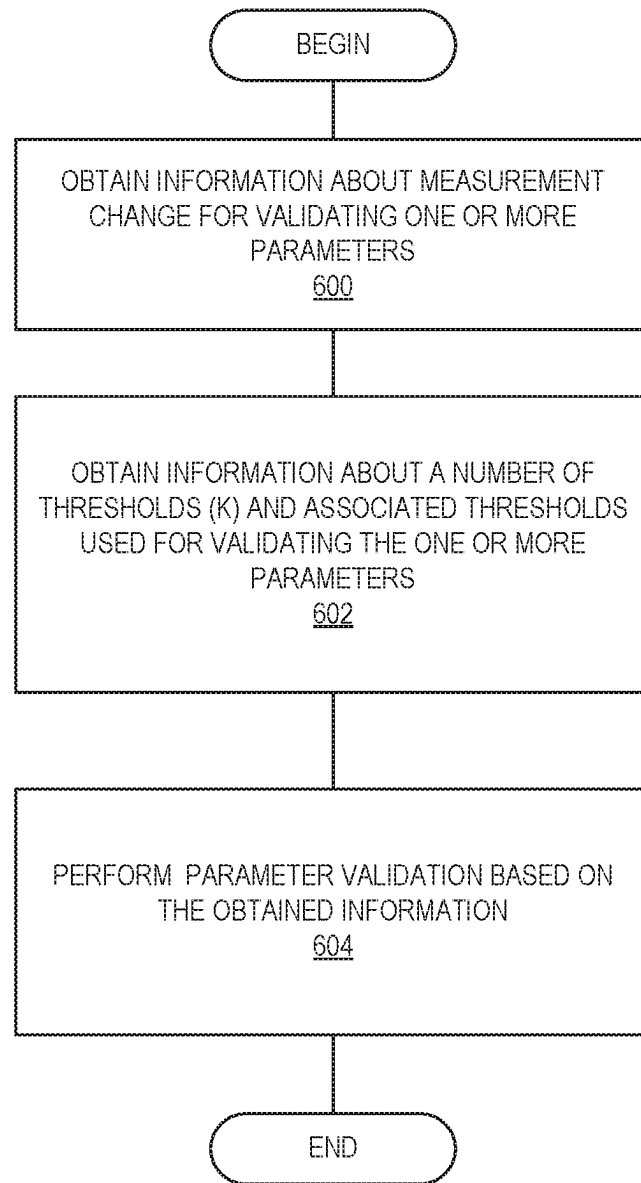 BEGIN
OBTAIN INFORMATION ABOUT MEASUREMENT
CHANGE FOR VALIDATING ONE OR MORE
PARAMETERS
600
OBTAIN INFORMATION ABOUT A NUMBER OF
THRESHOLDS (K) AND ASSOCIATED THRESHOLDS
USED FOR VALIDATING THE ONE OR MORE
PARAMETERS
602
PERFORM PARAMETER VALIDATION BASED ON
THE OBTAINED INFORMATION
604
END